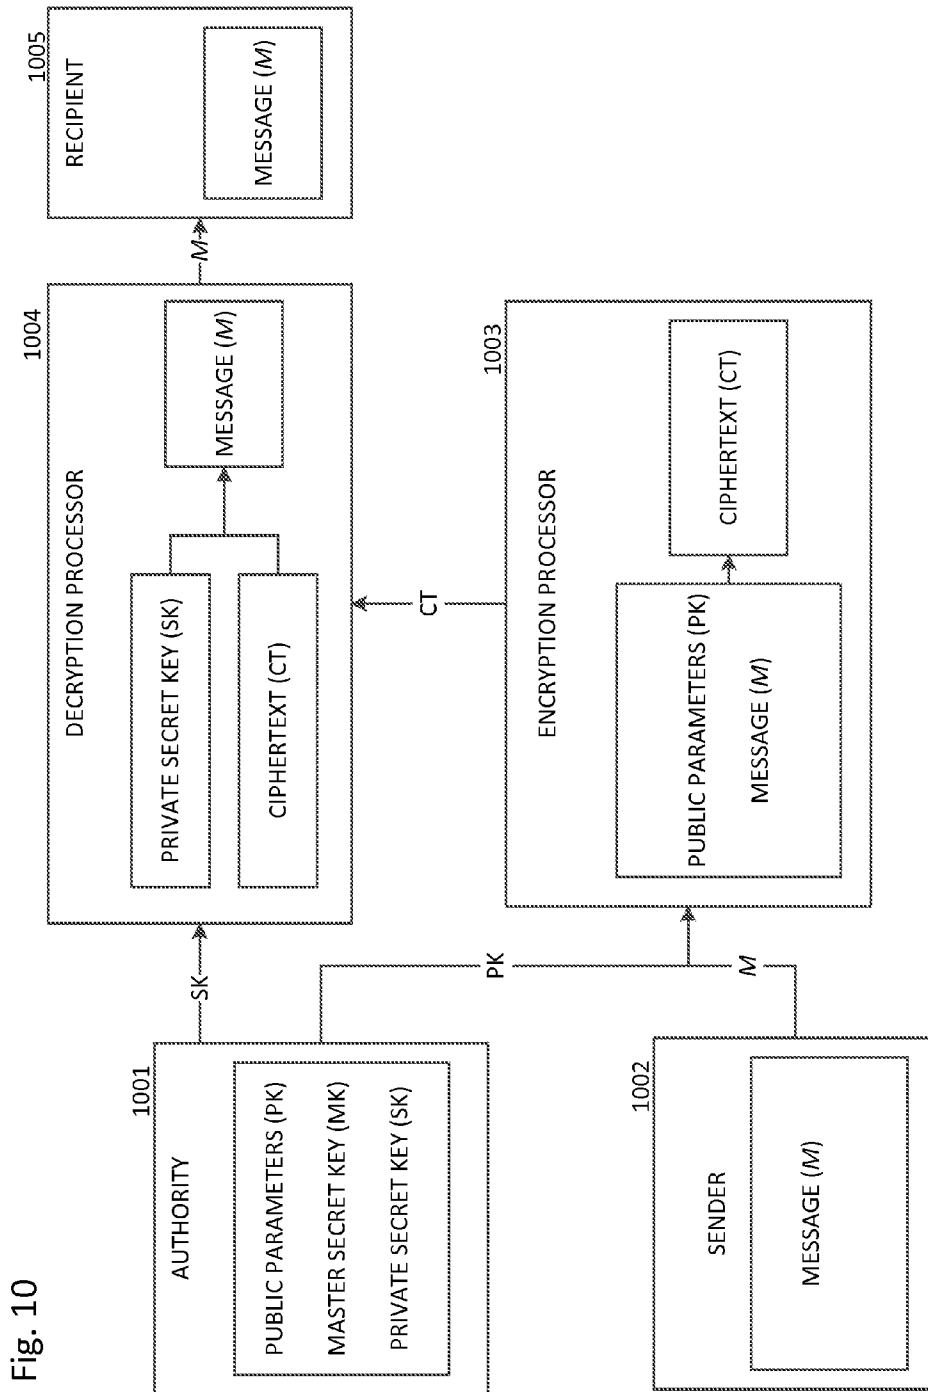 Fig. 10
1001
AUTHORITY
PUBLIC PARAMETERS (PK)
MASTER SECRET KEY (MK)
PRIVATE SECRET KEY (SK)
SK
1004
DECRYPTION PROCESSOR
PRIVATE SECRET KEY (SK)
CIPHERTEXT (CT)
MESSAGE (M)
M
1005
RECIPIENT
MESSAGE (M)
PK
CT
M
1002
SENDER
MESSAGE (M)
1003
ENCRYPTION PROCESSOR
PUBLIC PARAMETERS (PK)
MESSAGE (M)
CIPHERTEXT (CT)